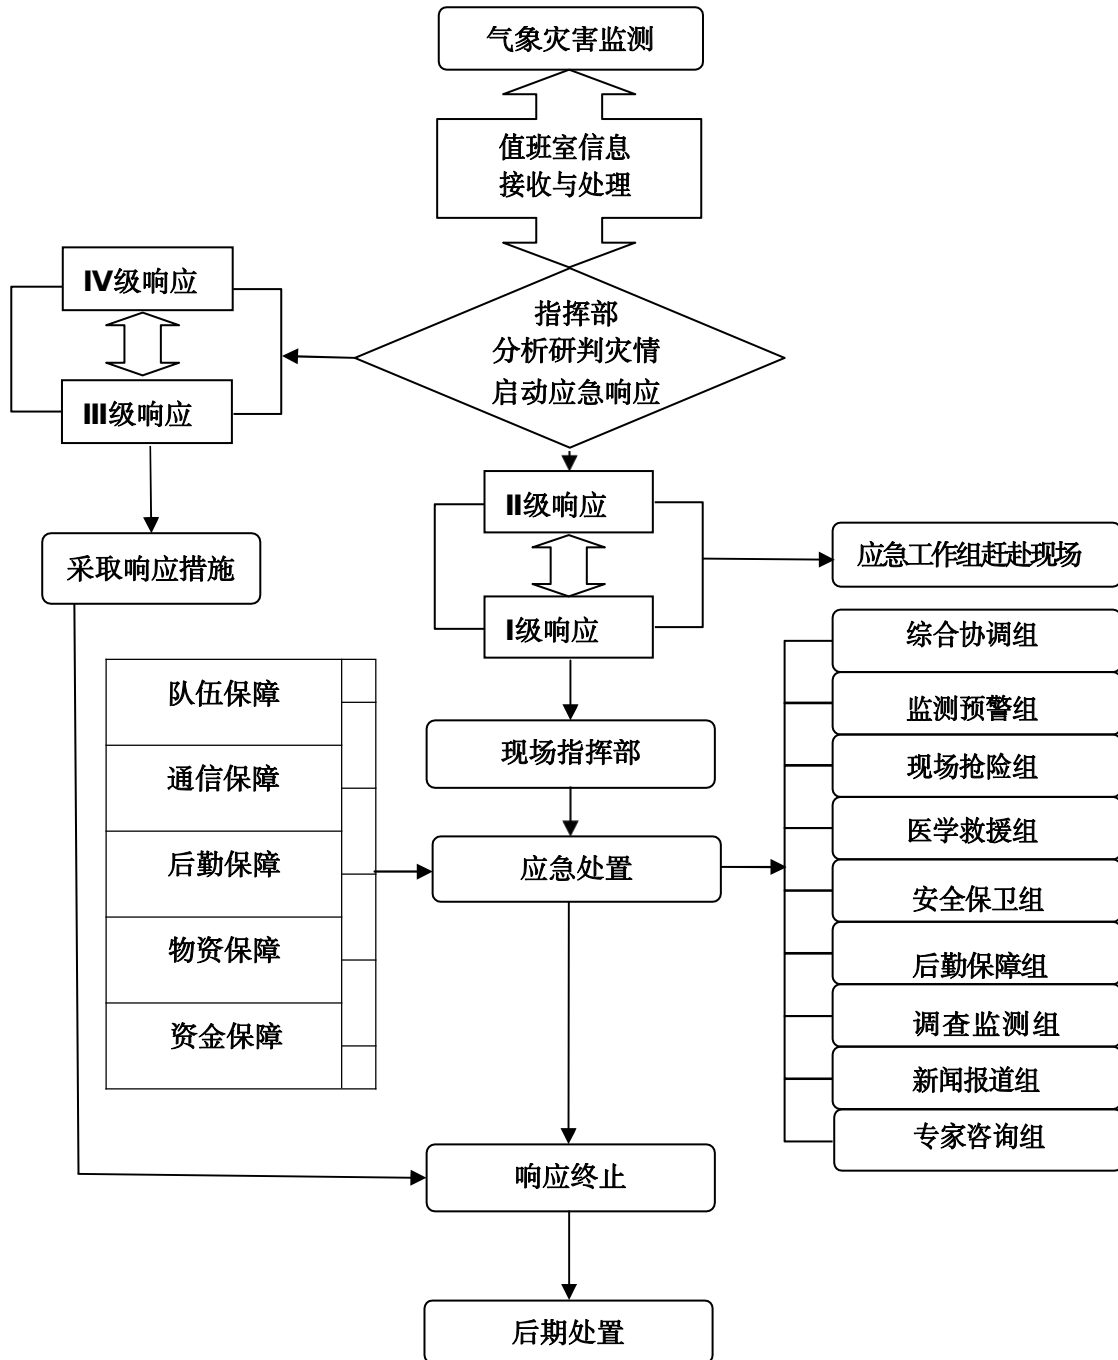 气象灾害监测
值班室信息
接收与处理
Ⅳ级响应
指挥部
分析研判灾情
启动应急响应
Ⅲ级响应
Ⅱ级响应
采取响应措施
应急工作组赶赴现场
Ⅰ级响应
综合协调组
队伍保障
监测预警组
现场指挥部
通信保障
现场抢险组
医学救援组
后勤保障
应急处置
安全保卫组
物资保障
后勤保障组
资金保障
调查监测组
新闻报道组
专家咨询组
响应终止
后期处置